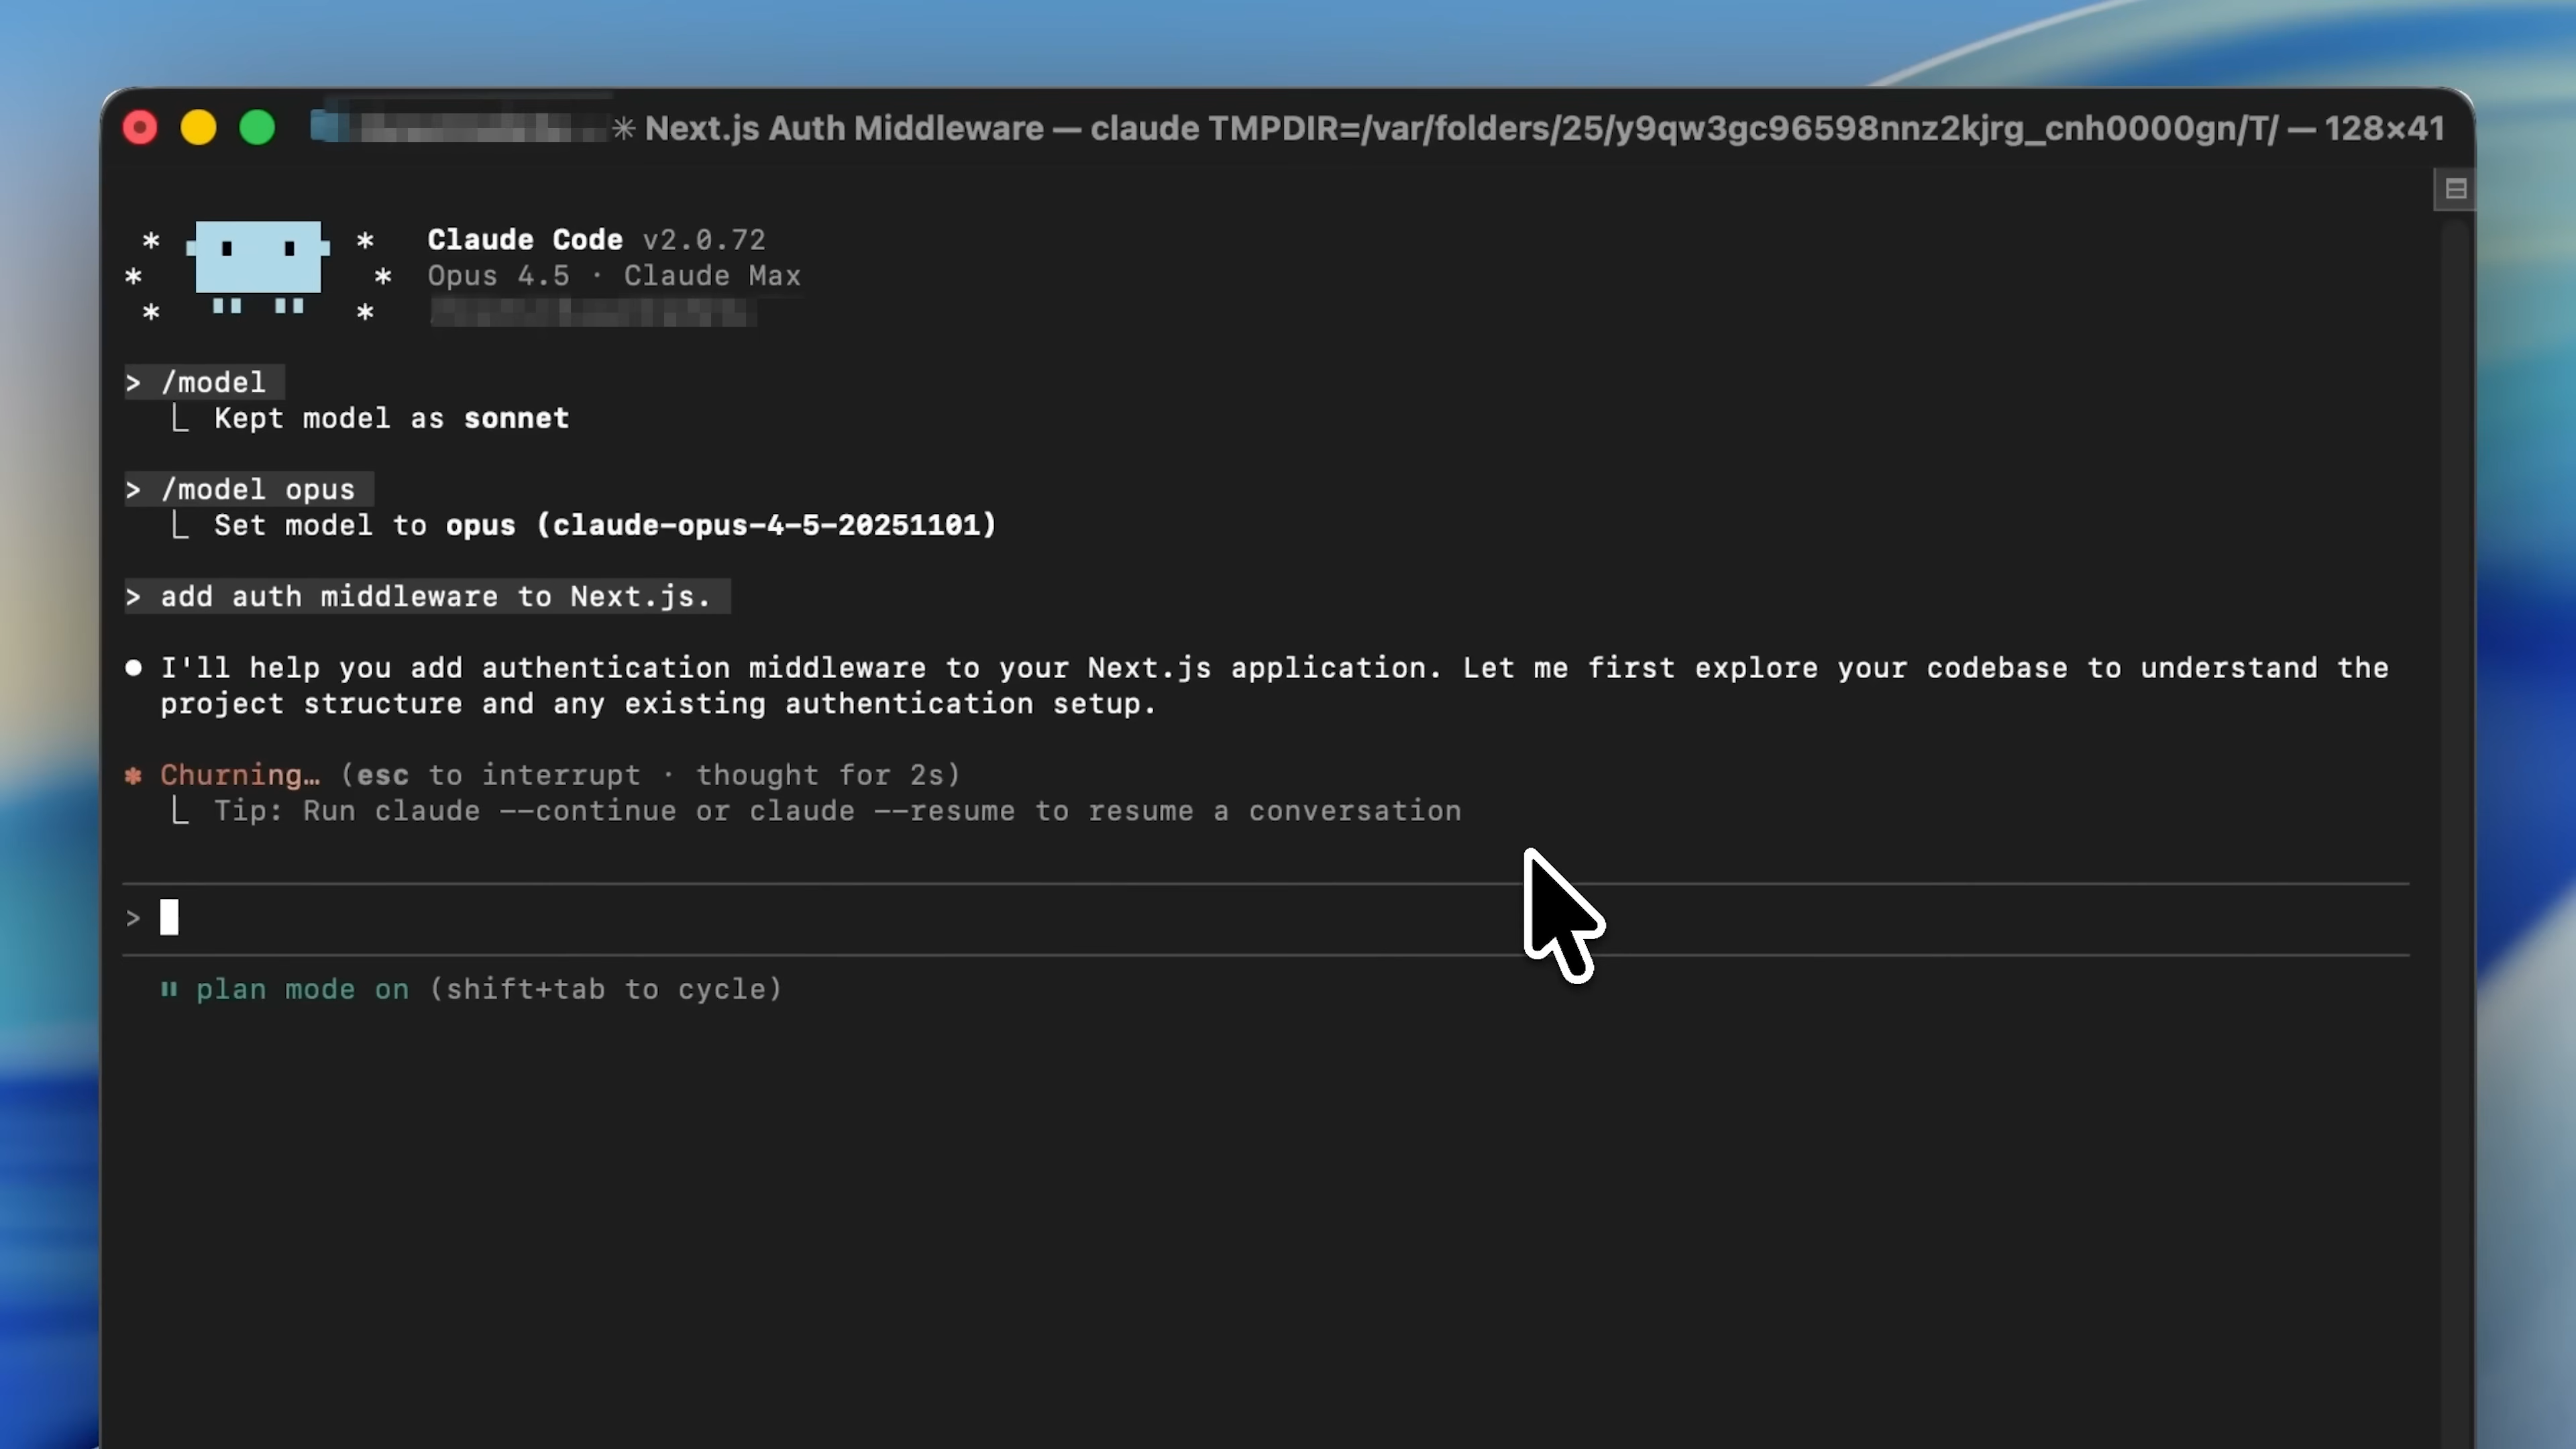 ✳ Next.js Auth Middleware — claude TMPDIR=/var/folders/25/y9qw3gc96598nnz2kjrg_cnh0000gn/T/ — 128×41
Claude Code v2.0.72
Opus 4.5 · Claude Max
> /model
⎿ Kept model as sonnet
> /model opus
⎿ Set model to opus (claude-opus-4-5-20251101)
> add auth middleware to Next.js.
● I'll help you add authentication middleware to your Next.js application. Let me first explore your codebase to understand the
project structure and any existing authentication setup.
✽ Churning… (esc to interrupt · thought for 2s)
⎿ Tip: Run claude --continue or claude --resume to resume a conversation
>
⏸ plan mode on (shift+tab to cycle)